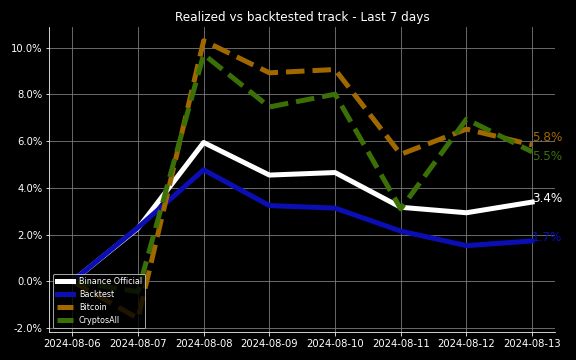 Realized vs backtested track - Last 7 days
10.0%
8.0%
6.0%
4.0%
2.0%
0.0%
-2.0%
5.8%
5.5%
3.4%
1.7%
Binance Official
Backtest
Bitcoin
CryptosAll
2024-08-06 2024-08-07 2024-08-08 2024-08-09 2024-08-10 2024-08-11 2024-08-12 2024-08-13